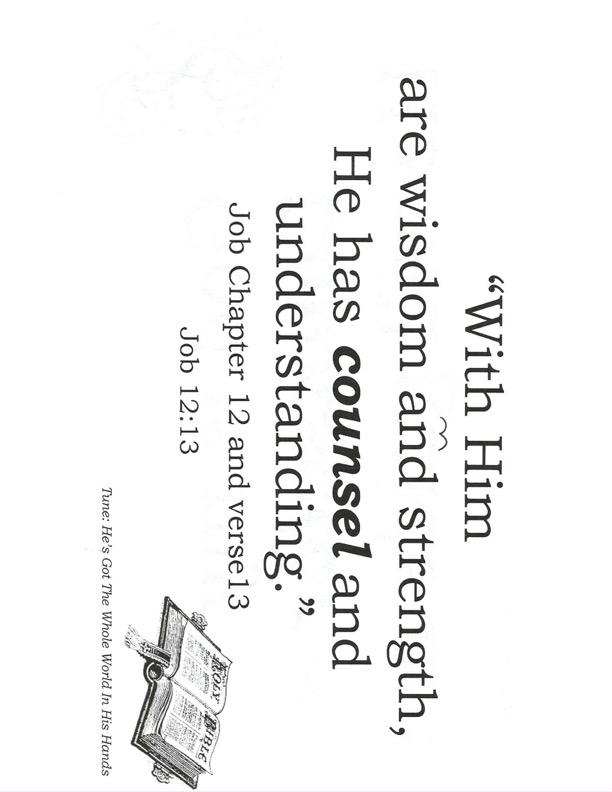 “With Him
are wisdom and strength,
He has counsel and
understanding.”
Job Chapter 12 and verse13
Job 12:13
Tune: He's Got The Whole World In His Hands
HOLY BIBLE